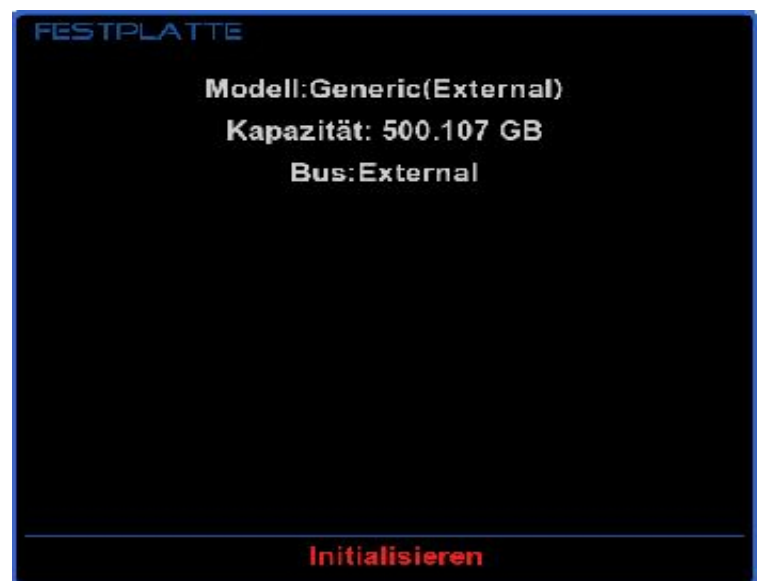 FESTPLATTE
Modell:Generic(External)
Kapazität: 500.107 GB
Bus:External
Initialisieren